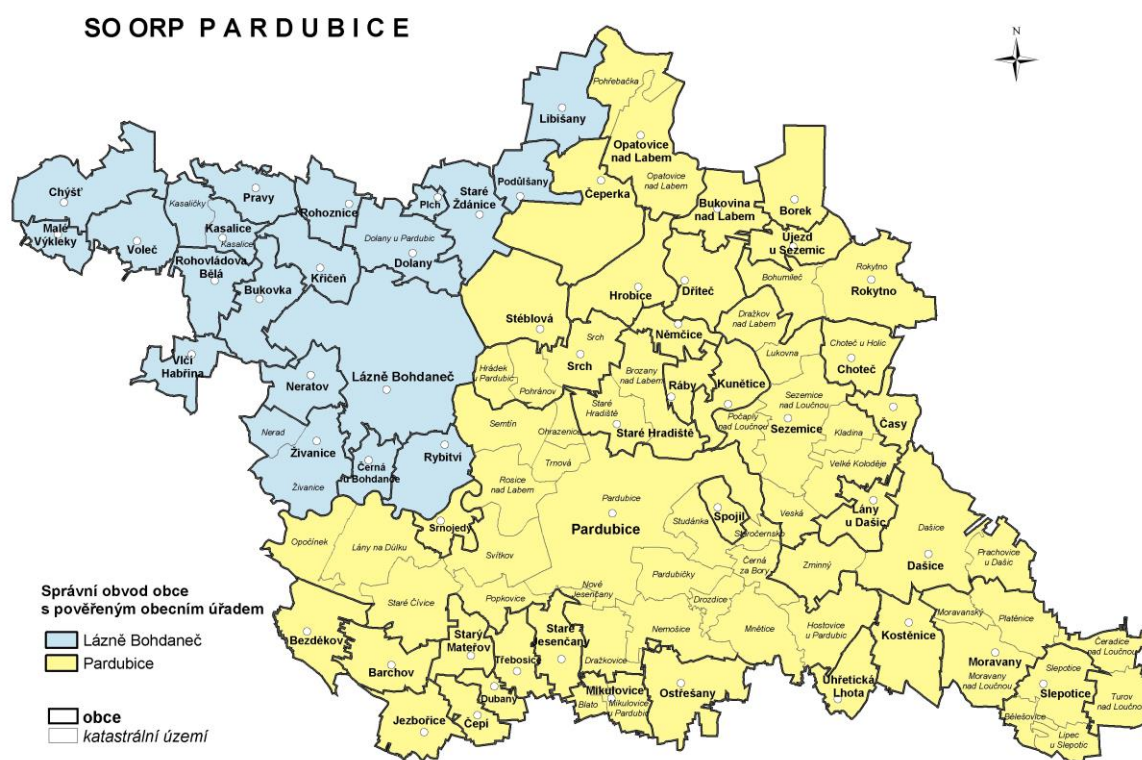 SO ORP PARDUBICE
N
Pohřebačka
Libišany
Opatovice
nad Labem
Opatovice
nad Labem
Chýšť
Pravy
Rohoznice
Plch
Staré
Ždánice
Podůlšany
Čeperka
Bukovina
nad Labem
Borek
Malé
Výkleky
Voleč
Kasaličky
Kasalice
Kasalice
Dolany u Pardubic
Dolany
Újezd
u Sezemic
Rohovládova
Bělá
Bukovka
Křičeň
Hrobice
Dříteč
Bohumileč
Rokytno
Rokytno
Stéblová
Němčice
Dražkov
nad Labem
Vlčí
Habřina
Neratov
Lázně Bohdaneč
Hrádek
u Pardubic
Pohránov
Srch
Srch
Brozany
nad Labem
Ráby
Kunětice
Lukovna
Choteč u Holic
Choteč
Staré
Hradiště
Staré Hradiště
Počaply
nad Loučnou
Sezemice
nad Loučnou
Sezemice
Časy
Nerad
Živanice
Živanice
Černá
u Bohdanče
Rybitví
Semtín
Ohrazenice
Trnová
Kladina
Velké Koloděje
Rosice
nad Labem
Pardubice
Pardubice
Studánka
Spojil
Staročernsko
Veská
Lány
u Dašic
Dašice
Dašice
Prachovice
u Dašic
Srnojedy
Opočínek
Lány na Důlku
Svítkov
Černá
za Bory
Zminný
Pardubičky
Správní obvod obce
s pověřeným obecním úřadem
Lázně Bohdaneč
Pardubice
obce
katastrální území
Staré Čívice
Popkovice
Nové
Jesenčany
Drozdice
Nemošice
Mnětice
Hostovice
u Pardubic
Kostěnice
Moravanský
Platěnice
Moravany
Moravany
nad Loučnou
Čeradice
nad Loučnou
Bezděkov
Barchov
Starý
Mateřov
Třebosice
Staré
Jesenčany
Dražkovice
Dubany
Mikulovice
Blato
Mikulovice
u Pardubic
Ostřešany
Úhřetická
Lhota
Slepotice
Slepotice
Turov
nad Loučnou
Bělešovice
Lipec
u Slepotic
Jezbořice
Čepí